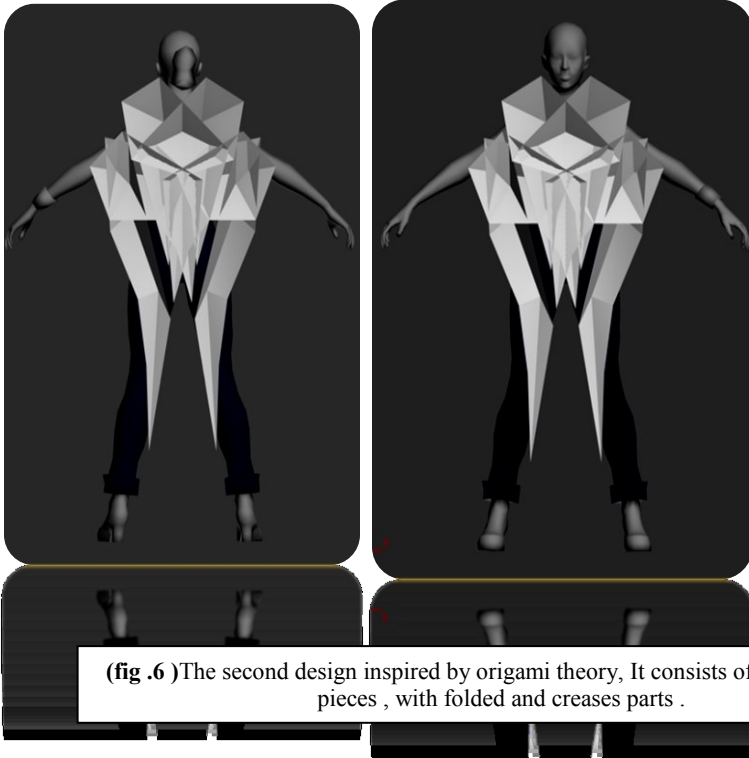 (fig .6 )The second design inspired by origami theory, It consists of
pieces , with folded and creases parts .